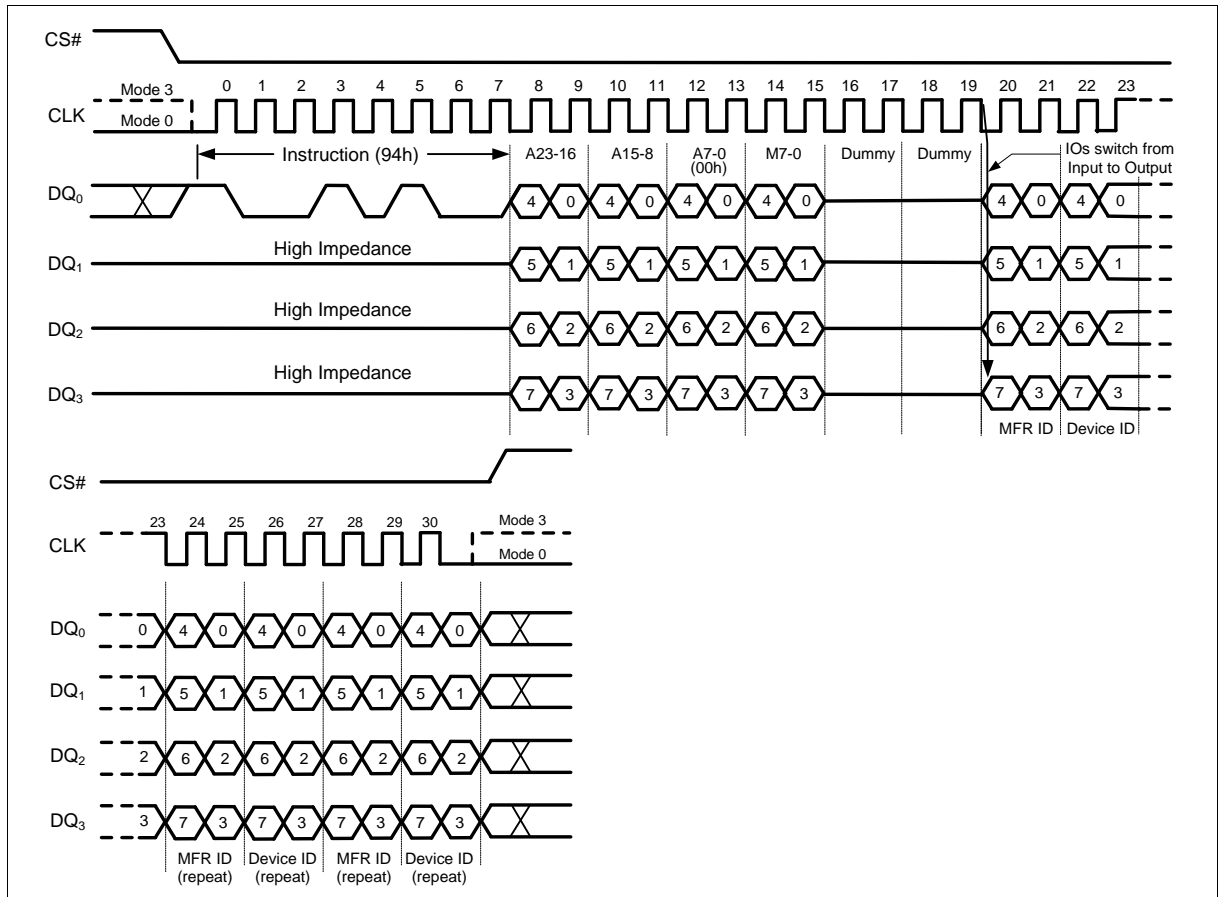 CS#
Mode 3
0 1 2 3 4 5 6 7 8 9 10 11 12 13 14 15 16 17 18 19 20 21 22 23
CLK
Mode 0
Instruction (94h)
A23-16 A15-8 A7-0 (00h) M7-0 Dummy Dummy
IOs switch from
Input to Output
DQ0 4 0 4 0 4 0 4 0 4 0 4 0
High Impedance
DQ1 5 1 5 1 5 1 5 1 5 1 5 1
High Impedance
DQ2 6 2 6 2 6 2 6 2 6 2 6 2
High Impedance
DQ3 7 3 7 3 7 3 7 3 7 3 7 3
MFR ID Device ID
CS#
23 24 25 26 27 28 29 30 Mode 3
CLK
Mode 0
DQ0 0 4 0 4 0 4 0 4 0
DQ1 1 5 1 5 1 5 1 5 1
DQ2 2 6 2 6 2 6 2 6 2
DQ3 3 7 3 7 3 7 3 7 3
MFR ID Device ID MFR ID Device ID
(repeat) (repeat) (repeat) (repeat)